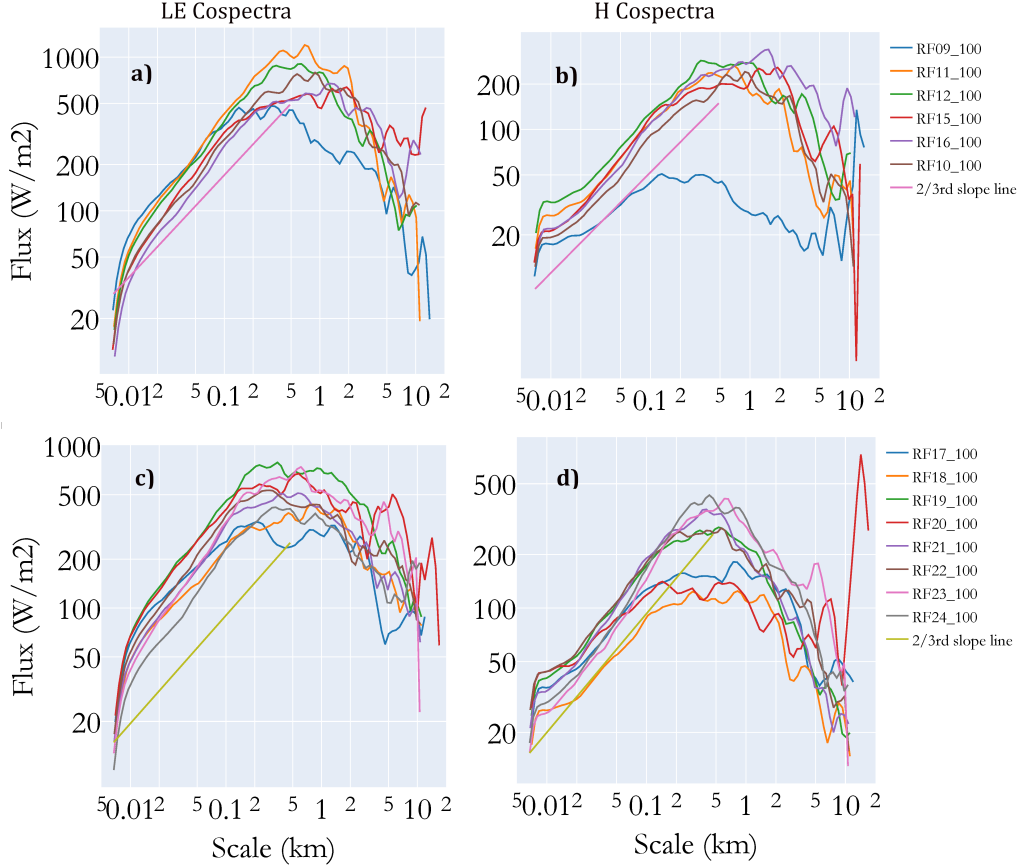 LE Cospectra
H Cospectra
a)
1000
500
200
100
50
20
Flux (W/m2)
5 0.01 2 5 0.1 2 5 1 2 5 10 2
b)
200
100
50
20
5 0.01 2 5 0.1 2 5 1 2 5 10 2
RF09_100
RF11_100
RF12_100
RF15_100
RF16_100
RF10_100
2/3rd slope line
c)
1000
500
200
100
50
20
Flux (W/m2)
5 0.01 2 5 0.1 2 5 1 2 5 10 2
Scale (km)
d)
500
200
100
50
20
5 0.01 2 5 0.1 2 5 1 2 5 10 2
Scale (km)
RF17_100
RF18_100
RF19_100
RF20_100
RF21_100
RF22_100
RF23_100
RF24_100
2/3rd slope line